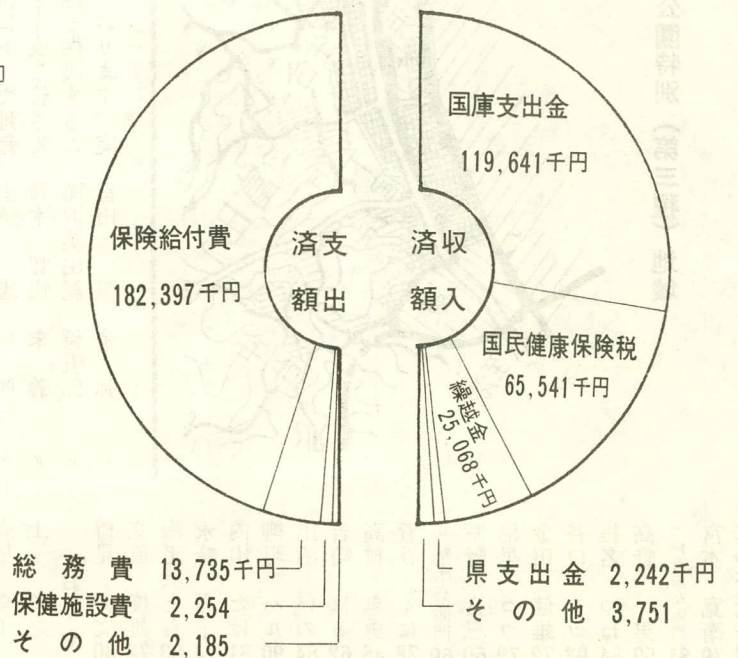 国庫支出金
119,641千円
保険給付費
182,397千円
済支
額出
済収
額入
国民健康保険税
65,541千円
繰越金
25,068千円
総務費 13,735千円
保健施設費 2,254
その他 2,185
県支出金 2,242千円
その他 3,751